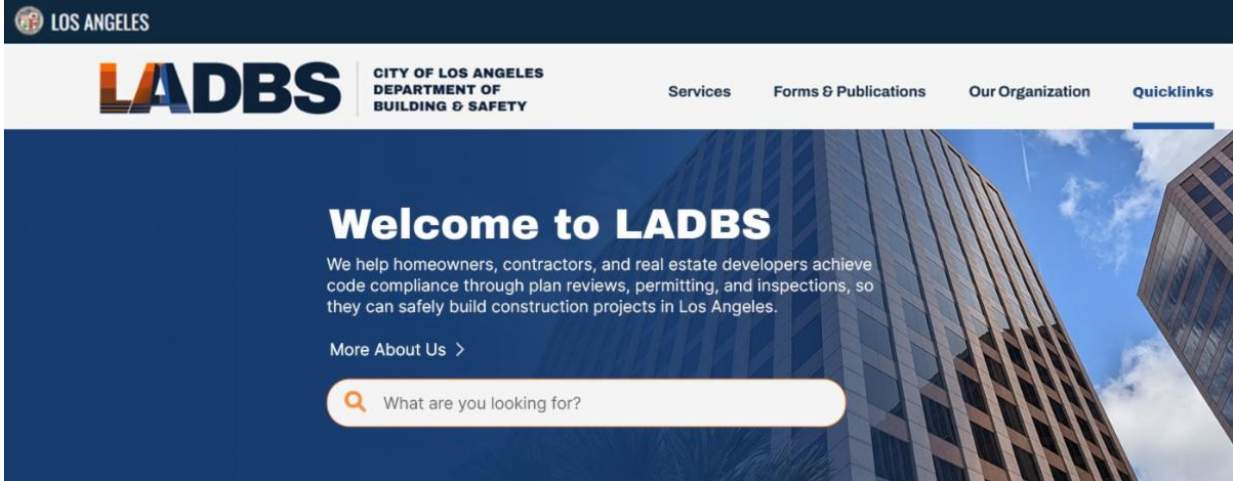 LOS ANGELES
LADBS
CITY OF LOS ANGELES
DEPARTMENT OF
BUILDING & SAFETY
Services
Forms & Publications
Our Organization
Quicklinks
Welcome to LADBS
We help homeowners, contractors, and real estate developers achieve
code compliance through plan reviews, permitting, and inspections, so
they can safely build construction projects in Los Angeles.
More About Us >
What are you looking for?